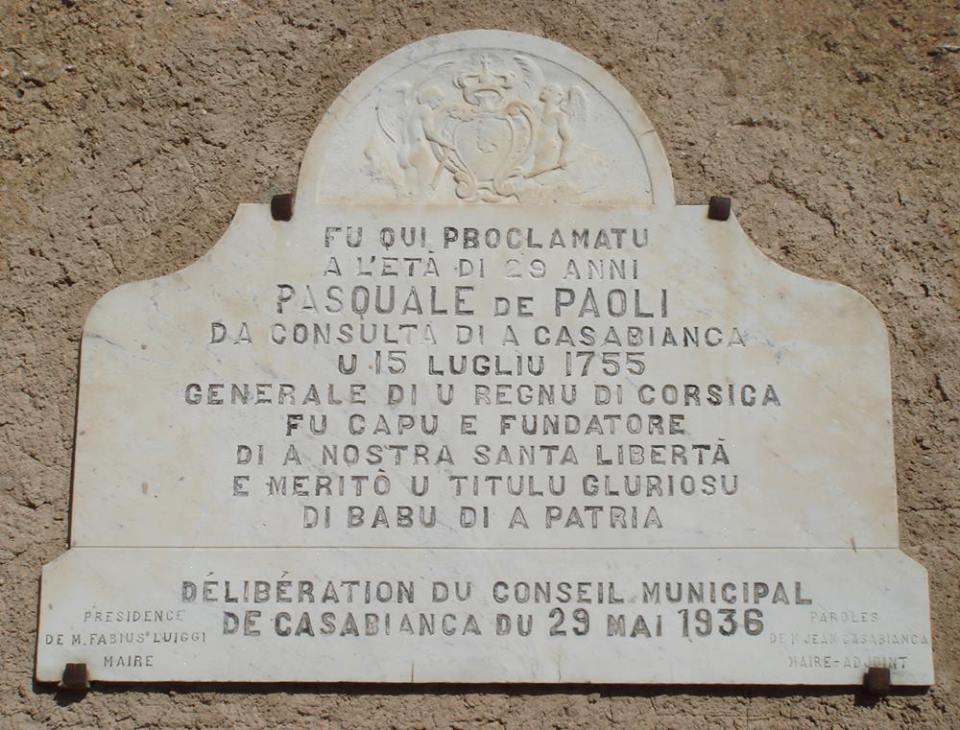 FU QUI PROCLAMATU
A L'ETÀ DI 29 ANNI
PASQUALE DE PAOLI
DA CONSULTA DI A CASABIANCA
U 15 LUGLIU 1755
GENERALE DI U REGNU DI CORSICA
FU CAPU E FUNDATORE
DI A NOSTRA SANTA LIBERTÀ
E MERITÒ U TITULU GLURIOSU
DI BABU DI A PATRIA
DÉLIBÉRATION DU CONSEIL MUNICIPAL
DE CASABIANCA DU 29 MAI 1936
PRÉSIDENCE
DE M. FABIUS LUIGGI
MAIRE
PAROLES
DE M JEAN CASABIANCA
MAIRE-ADJOINT